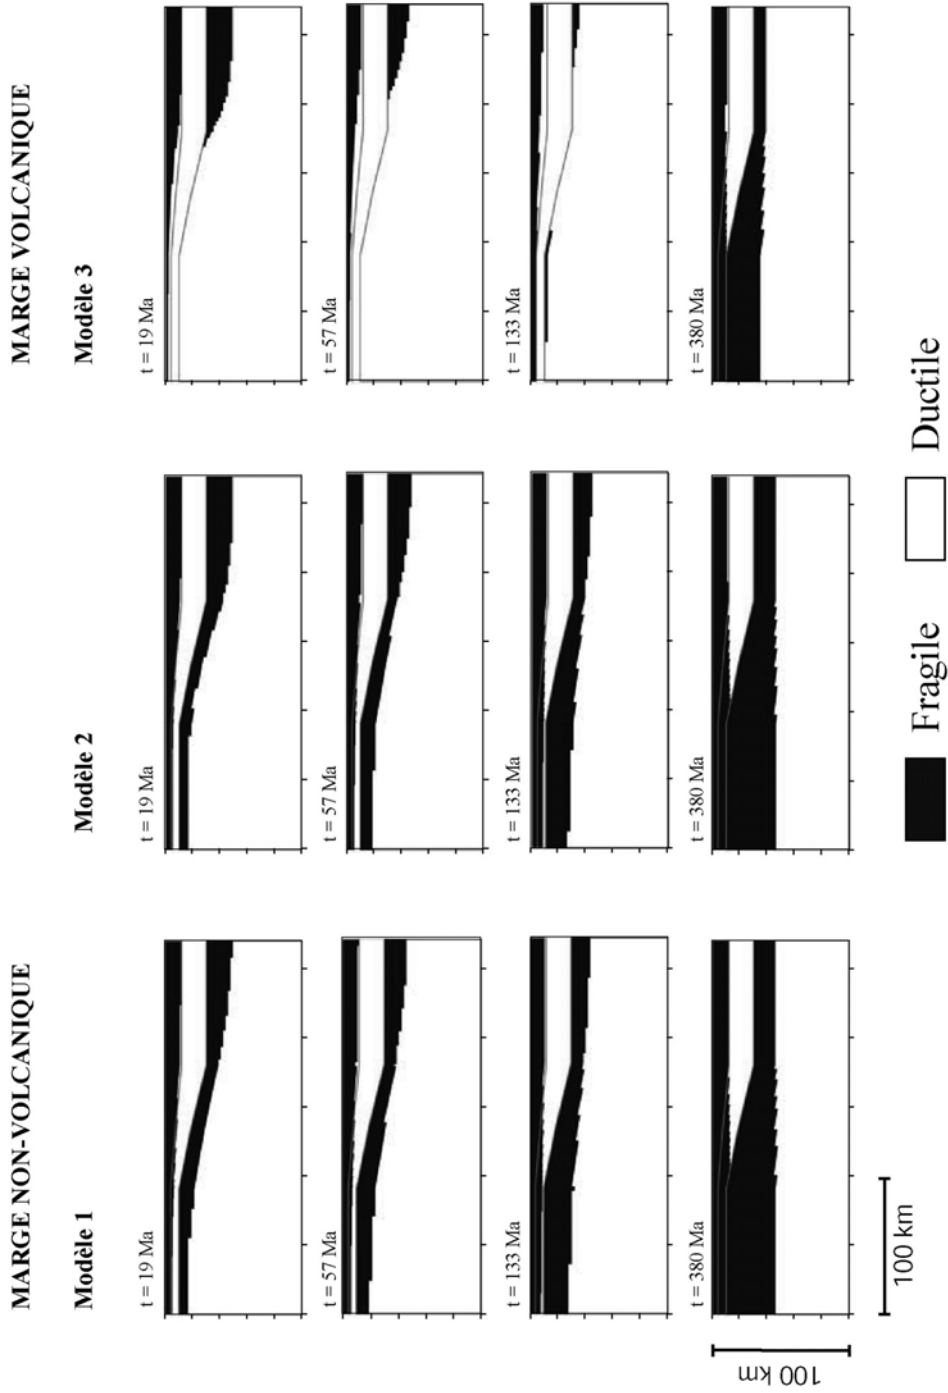 MARGE NON-VOLCANIQUE
MARGE VOLCANIQUE
Modèle 1
Modèle 2
Modèle 3
t = 19 Ma
t = 19 Ma
t = 19 Ma
t = 57 Ma
t = 57 Ma
t = 57 Ma
t = 133 Ma
t = 133 Ma
t = 133 Ma
t = 380 Ma
t = 380 Ma
t = 380 Ma
100 km
100 km
Fragile
Ductile